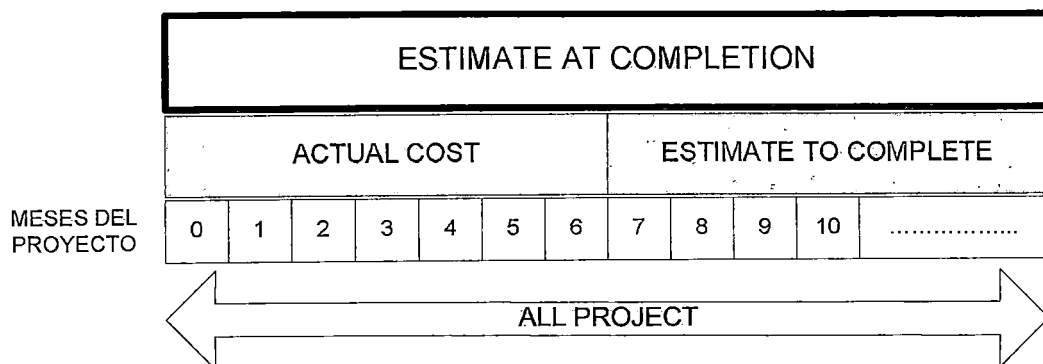 ESTIMATE AT COMPLETION
ACTUAL COST ESTIMATE TO COMPLETE
MESES DEL
PROYECTO
0 1 2 3 4 5 6 7 8 9 10 ..................
ALL PROJECT